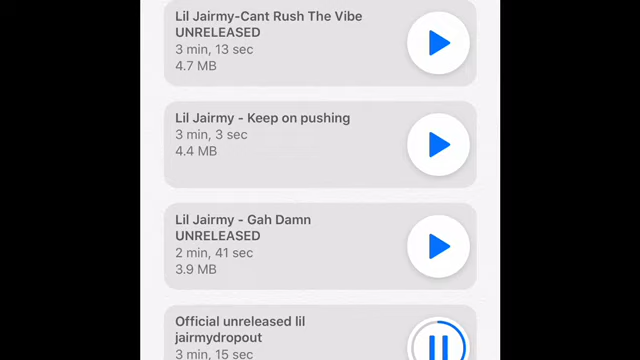 Lil Jairmy-Cant Rush The Vibe
UNRELEASED
3 min, 13 sec
4.7 MB
Lil Jairmy - Keep on pushing
3 min, 3 sec
4.4 MB
Lil Jairmy - Gah Damn
UNRELEASED
2 min, 41 sec
3.9 MB
Official unreleased lil
jairmydropout
3 min, 15 sec